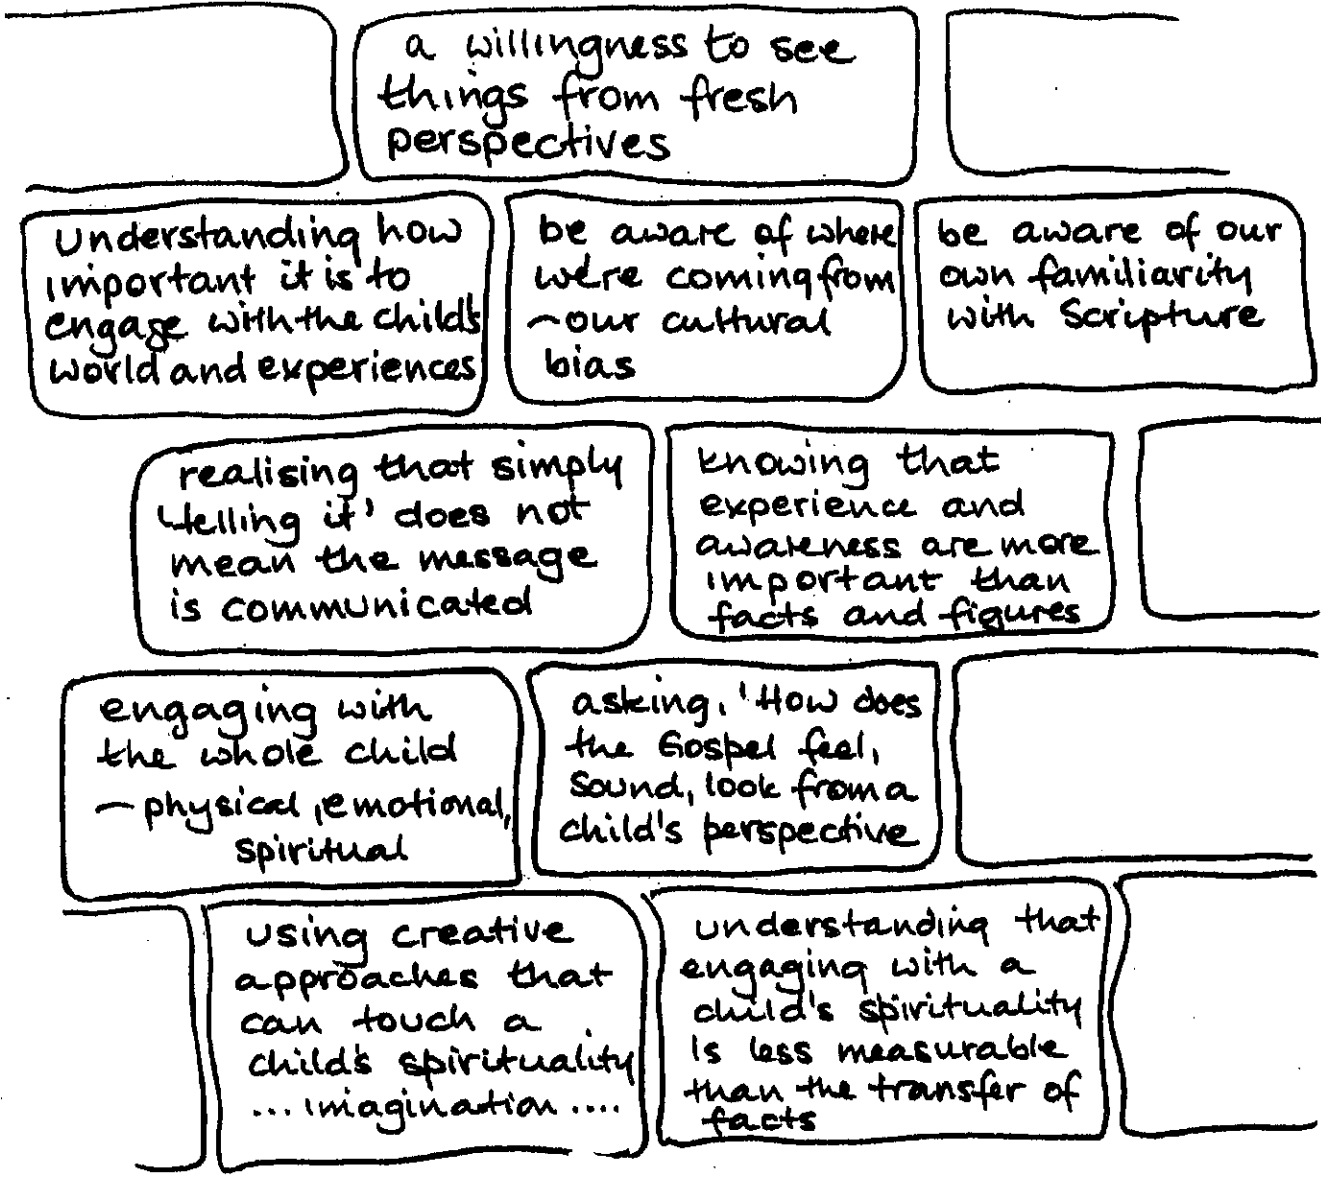 a willingness to see
things from fresh
perspectives
Understanding how
important it is to
engage with the child's
world and experiences
be aware of where
we're coming from
– our cultural
bias
be aware of our
own familiarity
with Scripture
realising that simply
'telling it' does not
mean the message
is communicated
knowing that
experience and
awareness are more
important than
facts and figures
engaging with
the whole child
– physical, emotional,
spiritual
asking, 'How does
the Gospel feel,
sound, look from a
child's perspective
using creative
approaches that
can touch a
child's spirituality
... imagination ....
understanding that
engaging with a
child's spirituality
is less measurable
than the transfer of
facts